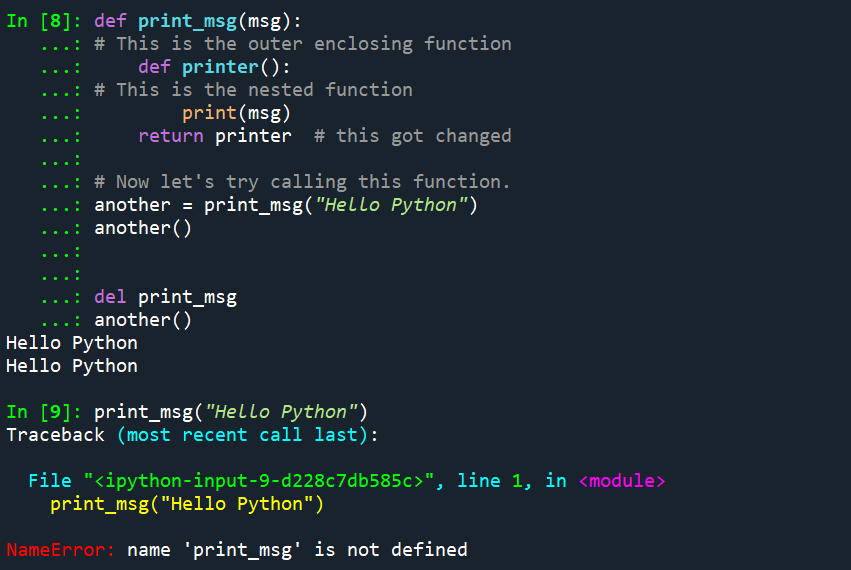 In [8]: def print_msg(msg):
   ...: # This is the outer enclosing function
   ...:     def printer():
   ...: # This is the nested function
   ...:         print(msg)
   ...:     return printer  # this got changed
   ...:
   ...: # Now let's try calling this function.
   ...: another = print_msg("Hello Python")
   ...: another()
   ...:
   ...:
   ...: del print_msg
   ...: another()
Hello Python
Hello Python
In [9]: print_msg("Hello Python")
Traceback (most recent call last):
  File "<ipython-input-9-d228c7db585c>", line 1, in <module>
    print_msg("Hello Python")
NameError: name 'print_msg' is not defined